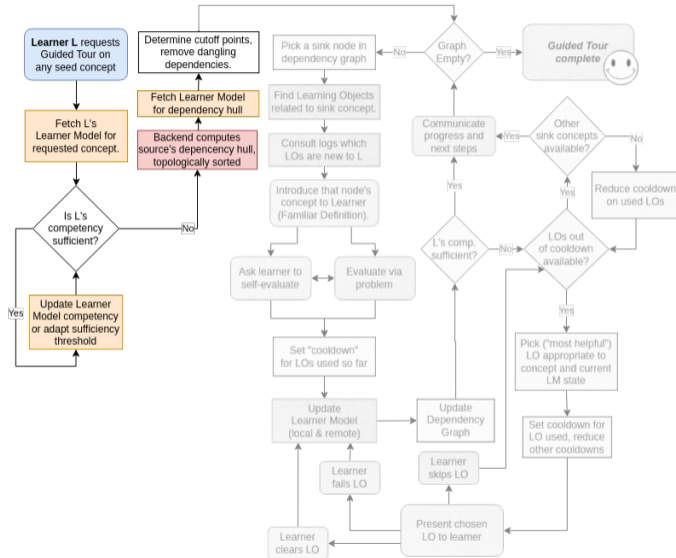 Learner L requests
Guided Tour on
any seed concept
Fetch L's
Learner Model for
requested concept.
Is L's
competency
sufficient?
Yes
No
Update Learner
Model competency
or adapt sufficiency
threshold
Determine cutoff points,
remove dangling
dependencies.
Fetch Learner Model
for dependency hull
Backend computes
source's depencency hull,
topologically sorted
Graph
Empty?
No
Yes
Guided Tour
complete
Pick a sink node in
dependency graph
Find Learning Objects
related to sink concept.
Consult logs which
LOs are new to L
Introduce that node's
concept to Learner
(Familiar Definition).
Ask learner to
self-evaluate
Evaluate via
problem
Set "cooldown"
for LOs used so far
Update
Learner Model
(local & remote)
Update
Dependency
Graph
L's comp.
sufficient?
Yes
No
Communicate
progress and
next steps
Other
sink concepts
available?
Yes
No
Reduce cooldown
on used LOs
LOs out
of cooldown
available?
Yes
Yes
Pick ("most helpful")
LO appropriate to
concept and current
LM state
Set cooldown for
LO used, reduce
other cooldowns
Present chosen
LO to learner
Learner
skips LO
Learner
fails LO
Learner
clears LO